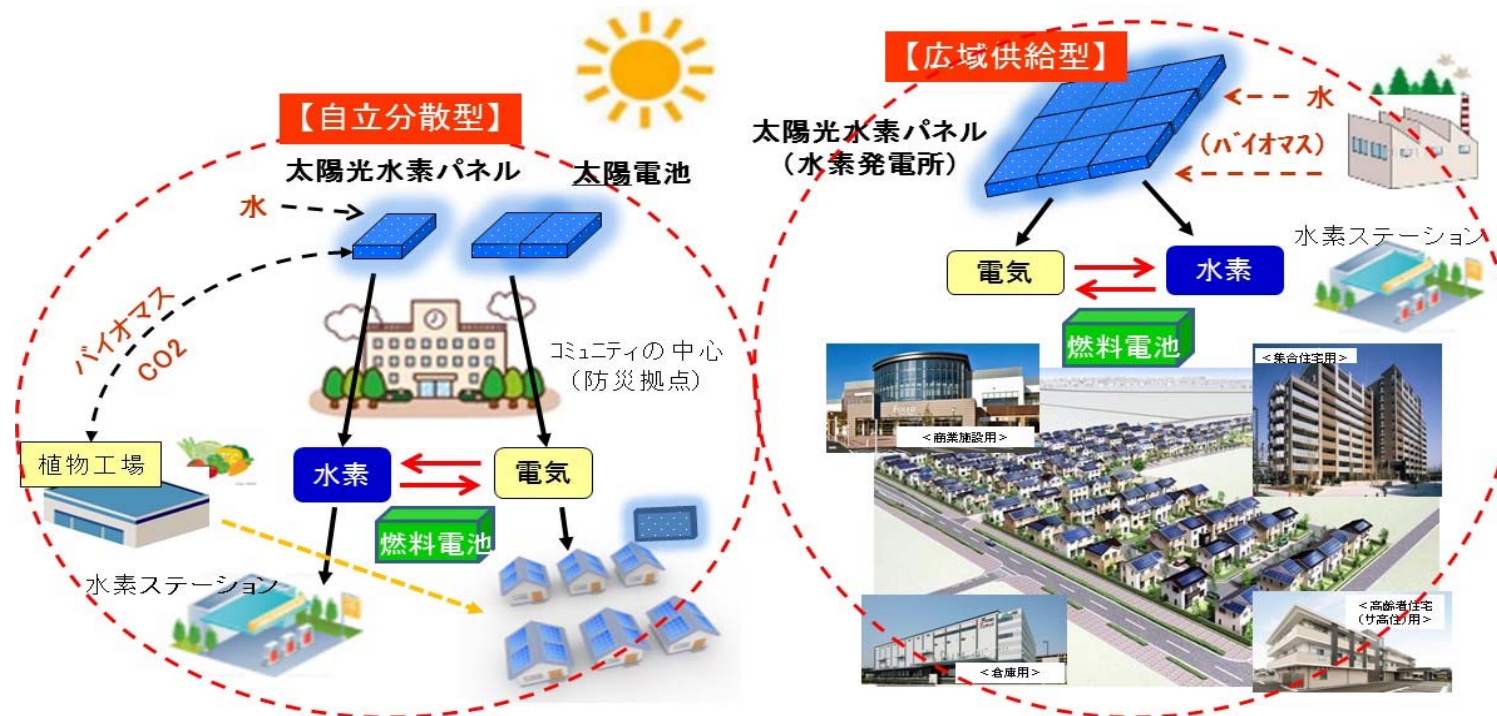 【自立分散型】
太陽光水素パネル
太陽電池
水
バイオマス
CO2
コミュニティの中心
(防災拠点)
植物工場
水素
電気
燃料電池
水素ステーション
【広域供給型】
太陽光水素パネル
(水素発電所)
水
(バイオマス)
水素ステーション
電気
水素
燃料電池
<商業施設用>
<集合住宅用>
<倉庫用>
<高齢者住宅
(サ高住)用>